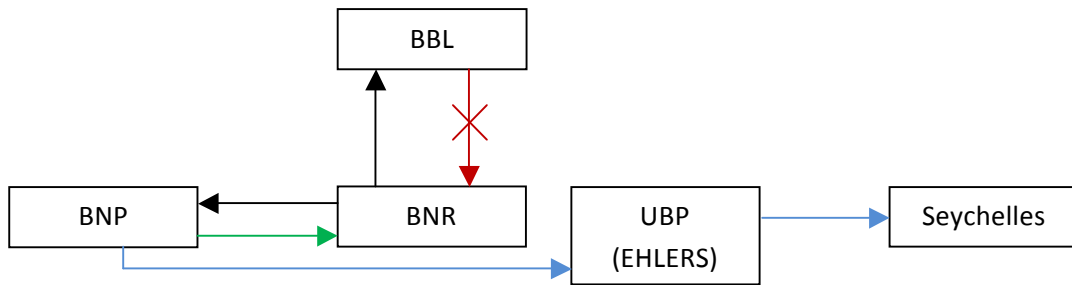 BBL
BNP
BNR
UBP
(EHLERS)
Seychelles